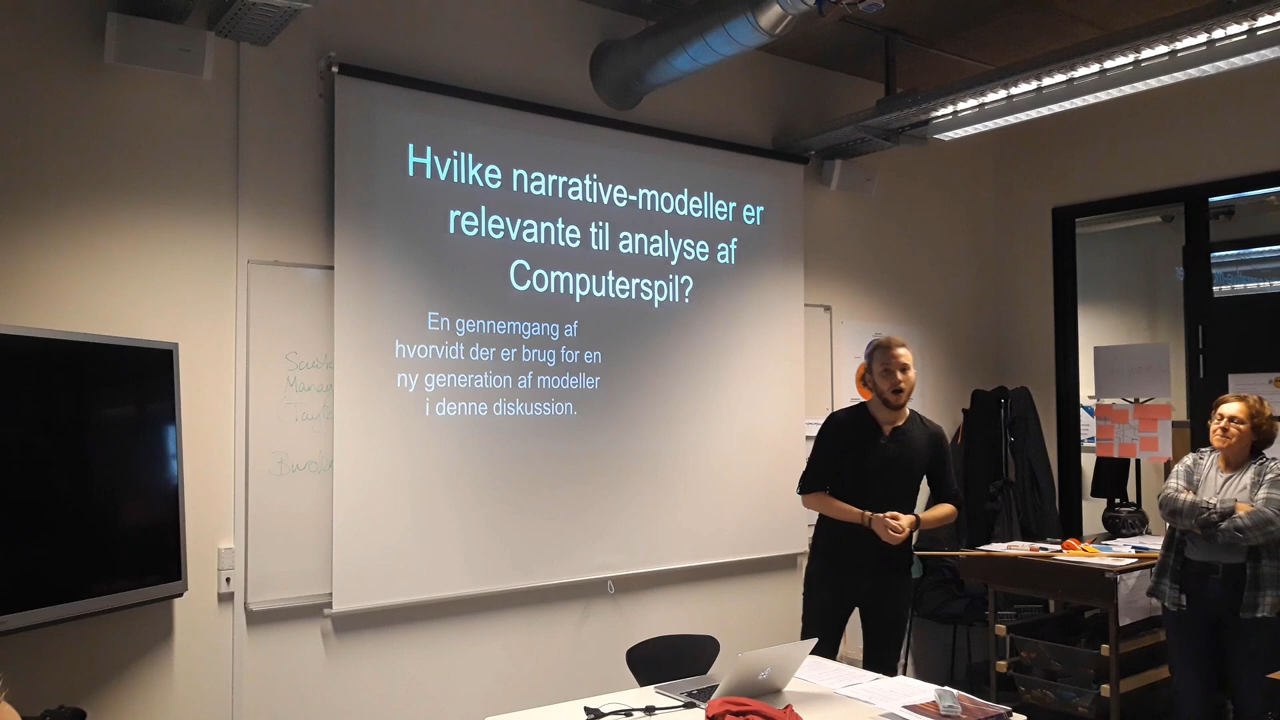 Hvilke narrative-modeller er
relevante til analyse af
Computerspil?
En gennemgang af
hvorvidt der er brug for en
ny generation af modeller
i denne diskussion.